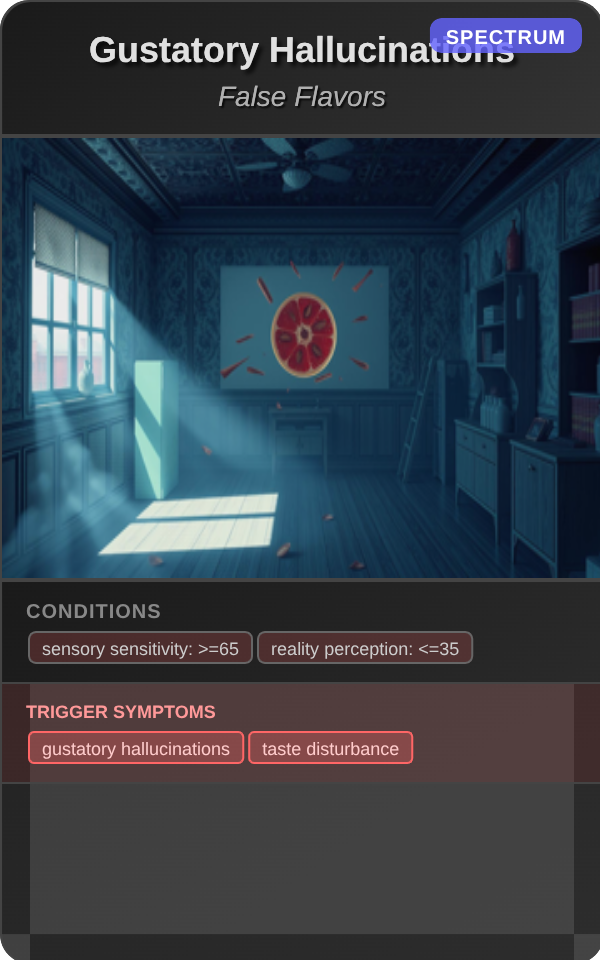 SPECTRUM
Gustatory Hallucinations
False Flavors
CONDITIONS
sensory sensitivity: >=65 reality perception: <=35
TRIGGER SYMPTOMS
gustatory hallucinations taste disturbance